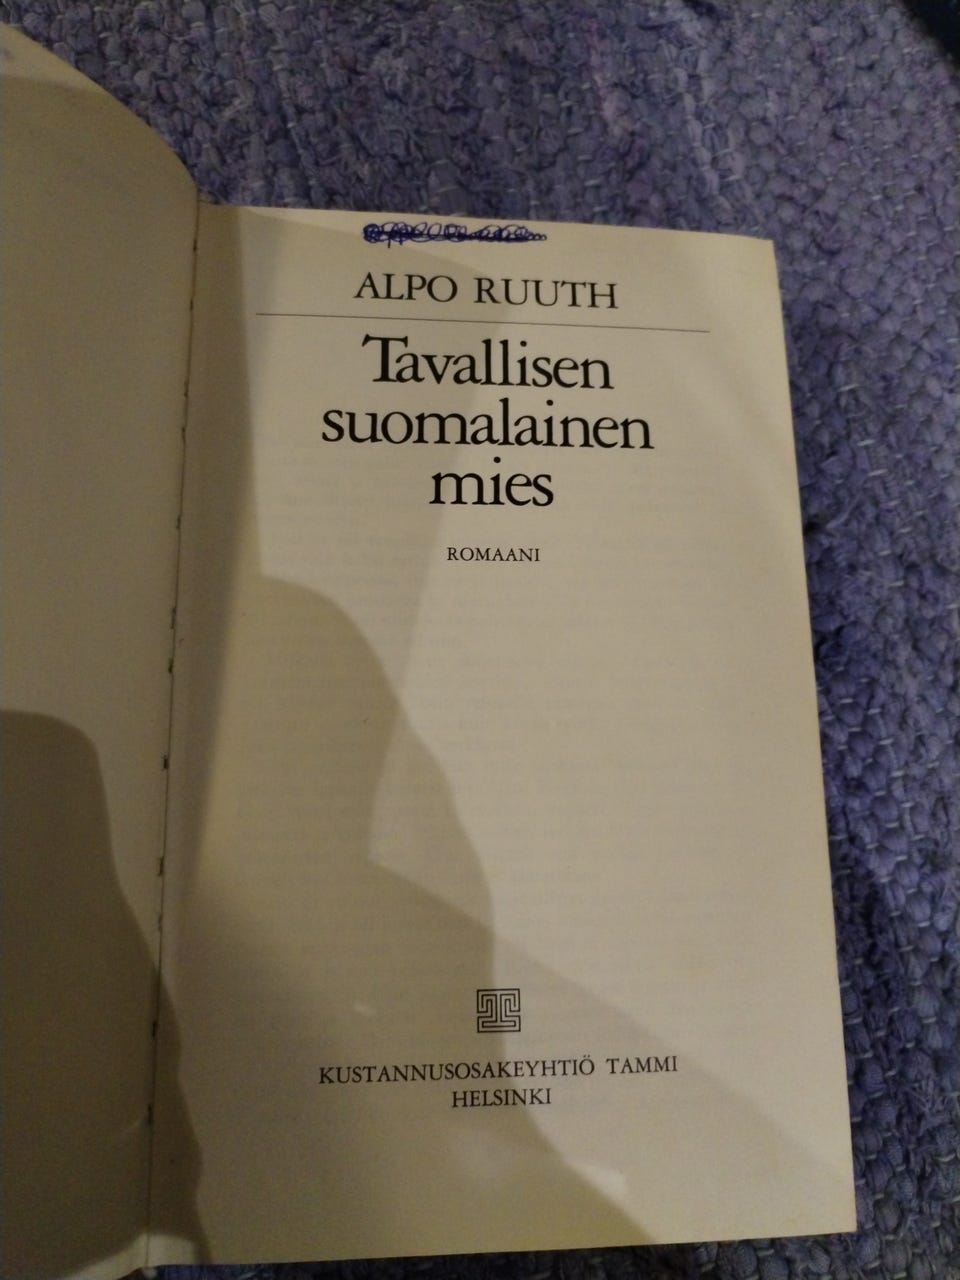 ALPO RUUTH
Tavallisen
suomalainen
mies
ROMAANI
KUSTANNUSOSAKEYHTIÖ TAMMI
HELSINKI